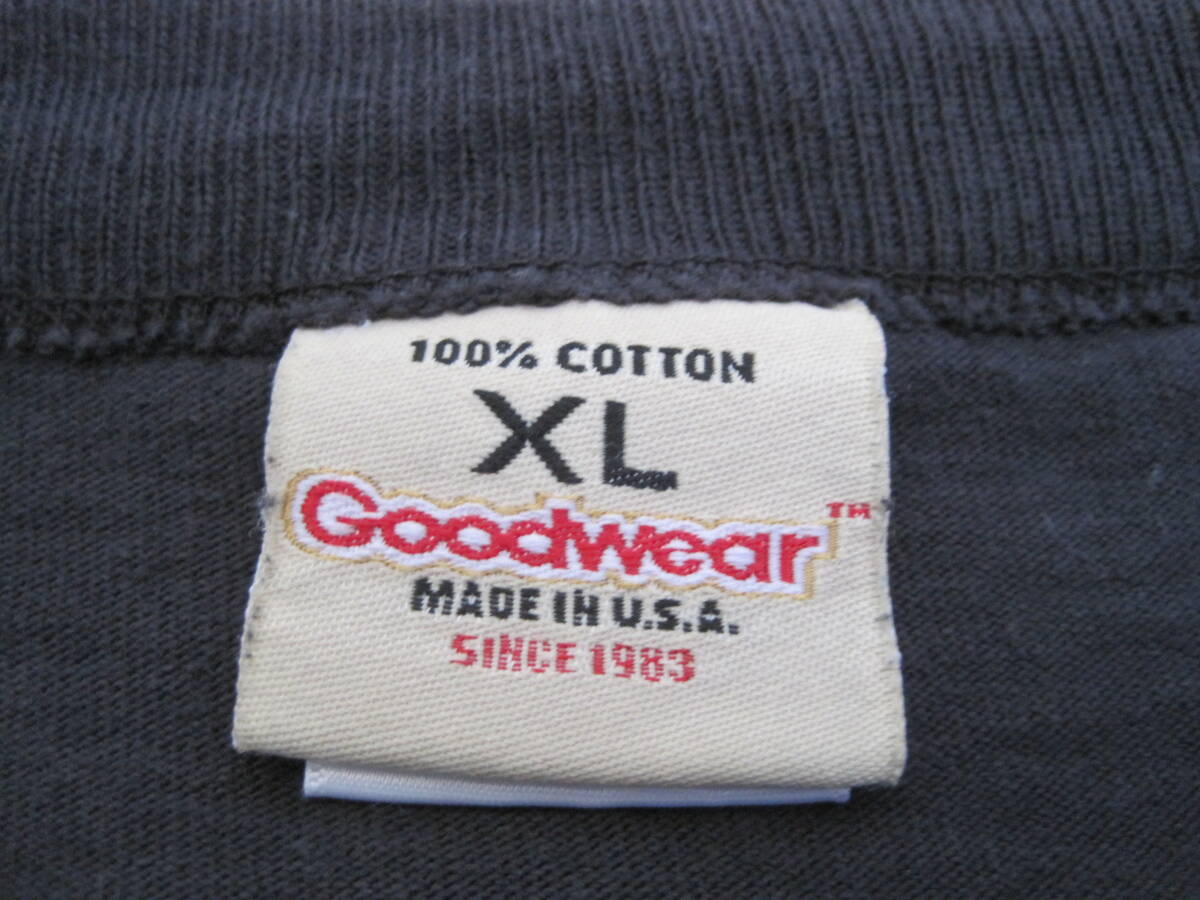 100% COTTON
XL
Goodwear™
MADE IN U.S.A.
SINCE 1983